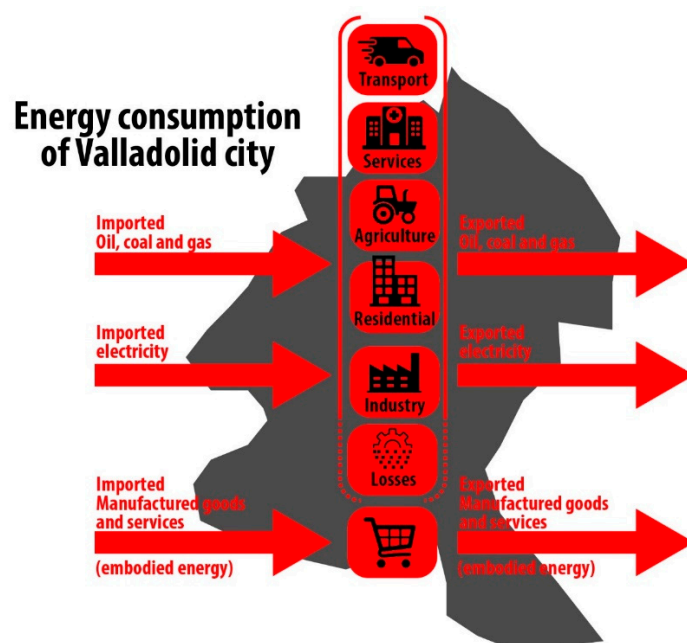 Energy consumption
of Valladolid city
Transport
Services
Agriculture
Residential
Industry
Losses
Imported
Oil, coal and gas
Imported
electricity
Imported
Manufactured goods
and services
(embodied energy)
Exported
Oil, coal and gas
Exported
electricity
Exported
Manufactured goods
and services
(embodied energy)